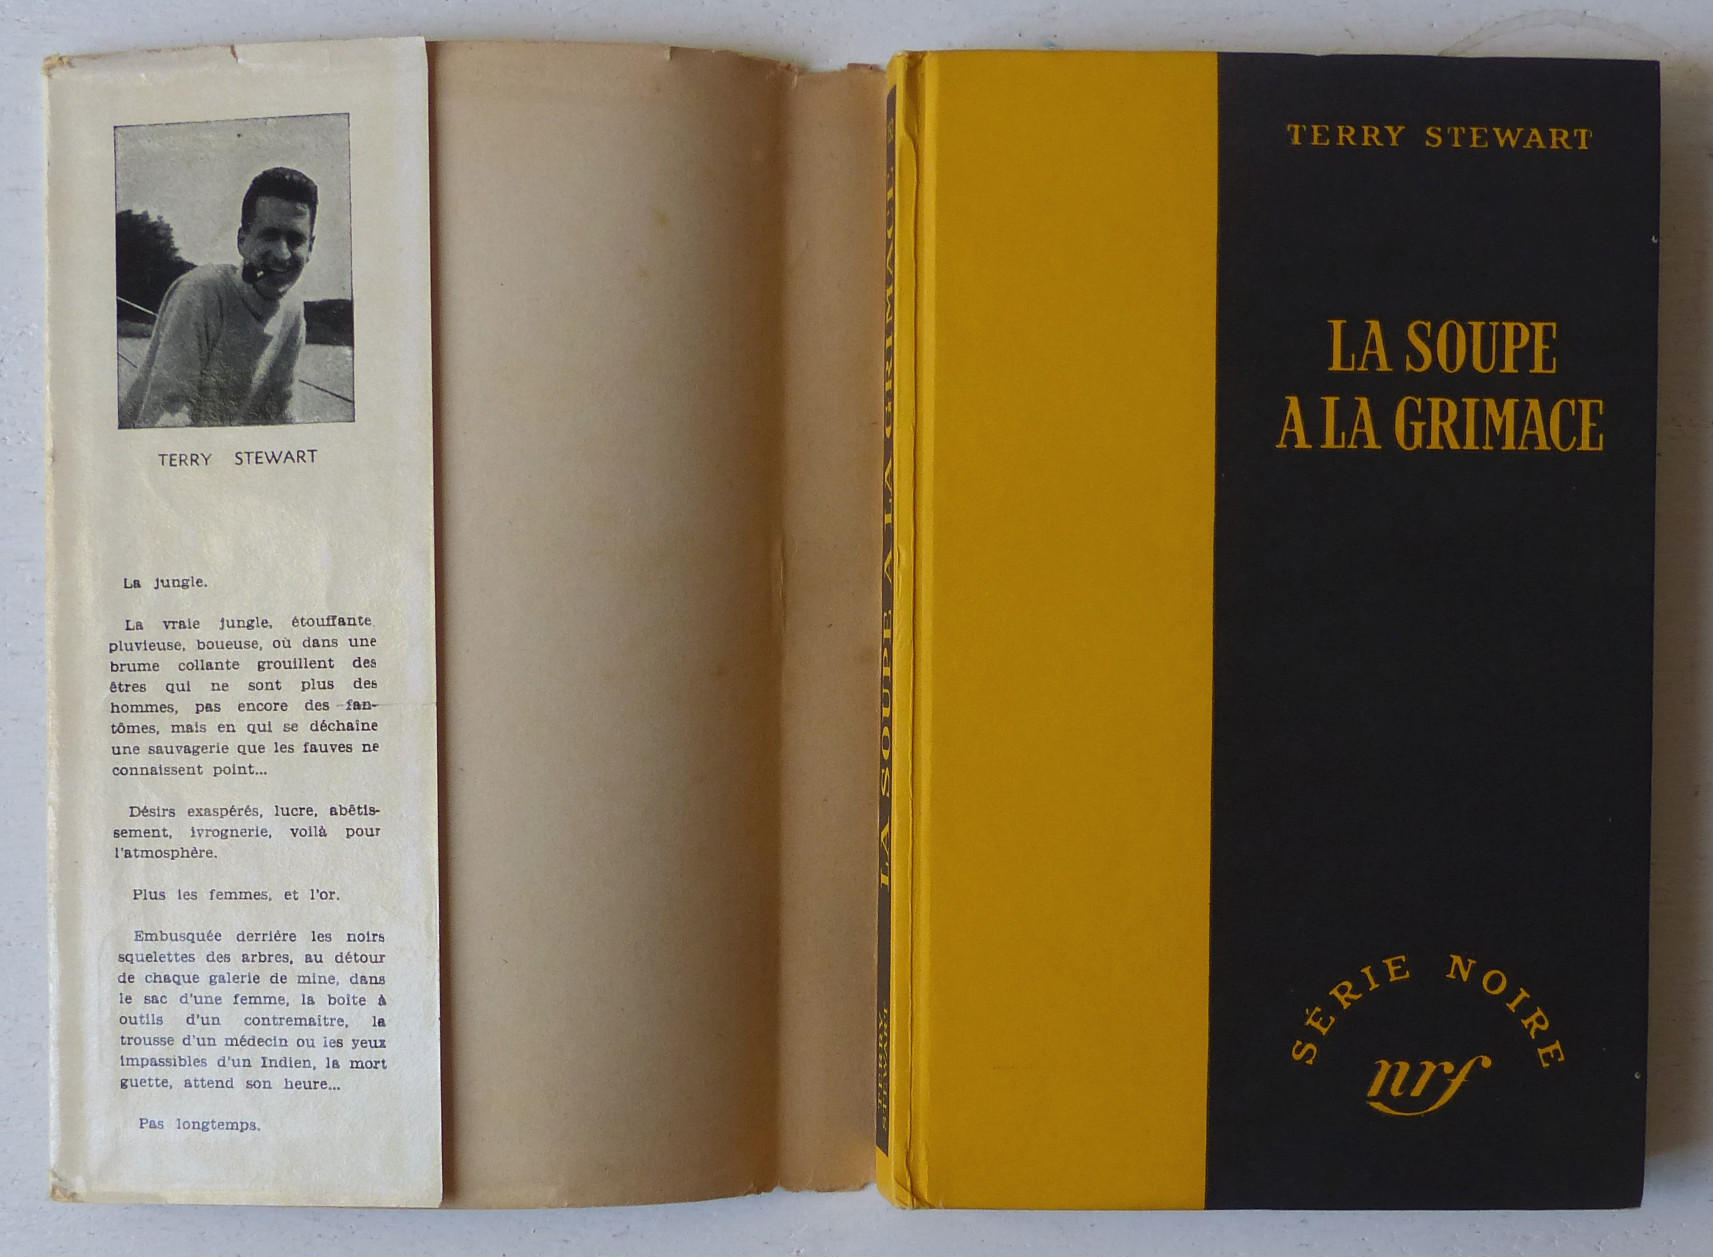 TERRY STEWART
La jungle.
La vraie jungle, étouffante,
pluvieuse, boueuse, où dans une
brume collante grouillent des
êtres qui ne sont plus des
hommes, pas encore des fan-
tômes, mais en qui se déchaîne
une sauvagerie que les fauves ne
connaissent point...
Désirs exaspérés, lucre, abêtis-
sement, ivrognerie, voilà pour
l'atmosphère.
Plus les femmes, et l'or.
Embusquée derrière les noirs
squelettes des arbres, au détour
de chaque galerie de mine, dans
le sac d'une femme, la boîte à
outils d'un contremaître, la
trousse d'un médecin ou les yeux
impassibles d'un Indien, la mort
guette, attend son heure...
Pas longtemps.
LA SOUPE A LA GRIMACE
TERRY
STEWART
TERRY STEWART
LA SOUPE
A LA GRIMACE
SÉRIE NOIRE
nrf